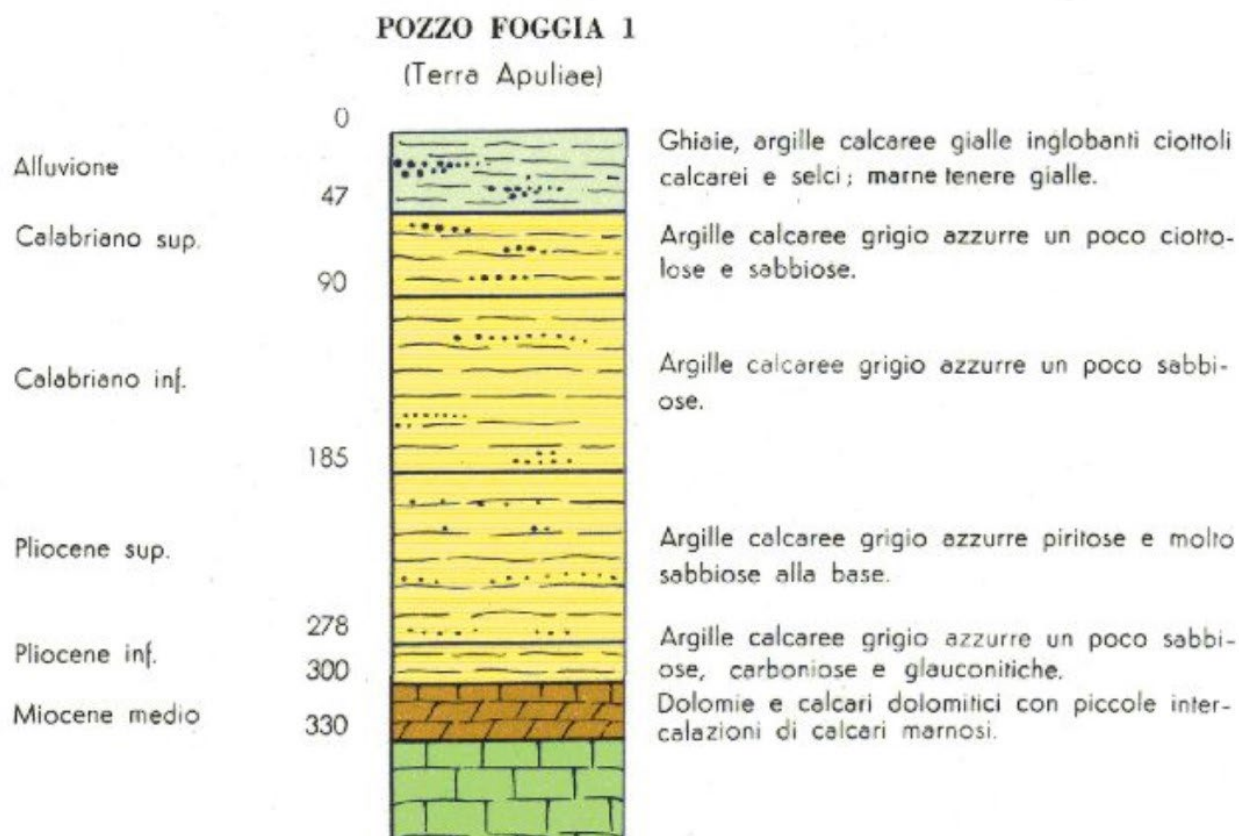 POZZO FOGGIA 1
(Terra Apuliae)
0
Alluvione
Ghiaie, argille calcaree gialle inglobanti ciottoli
calcarei e selci; marne tenere gialle.
47
Calabriano sup.
Argille calcaree grigio azzurre un poco ciotto-
lose e sabbiose.
90
Calabriano inf.
Argille calcaree grigio azzurre un poco sabbi-
ose.
185
Pliocene sup.
Argille calcaree grigio azzurre piritose e molto
sabbiose alla base.
278
Pliocene inf.
Argille calcaree grigio azzurre un poco sabbi-
ose, carboniose e glauconitiche.
300
Miocene medio
Dolomie e calcari dolomitici con piccole inter-
calazioni di calcari marnosi.
330